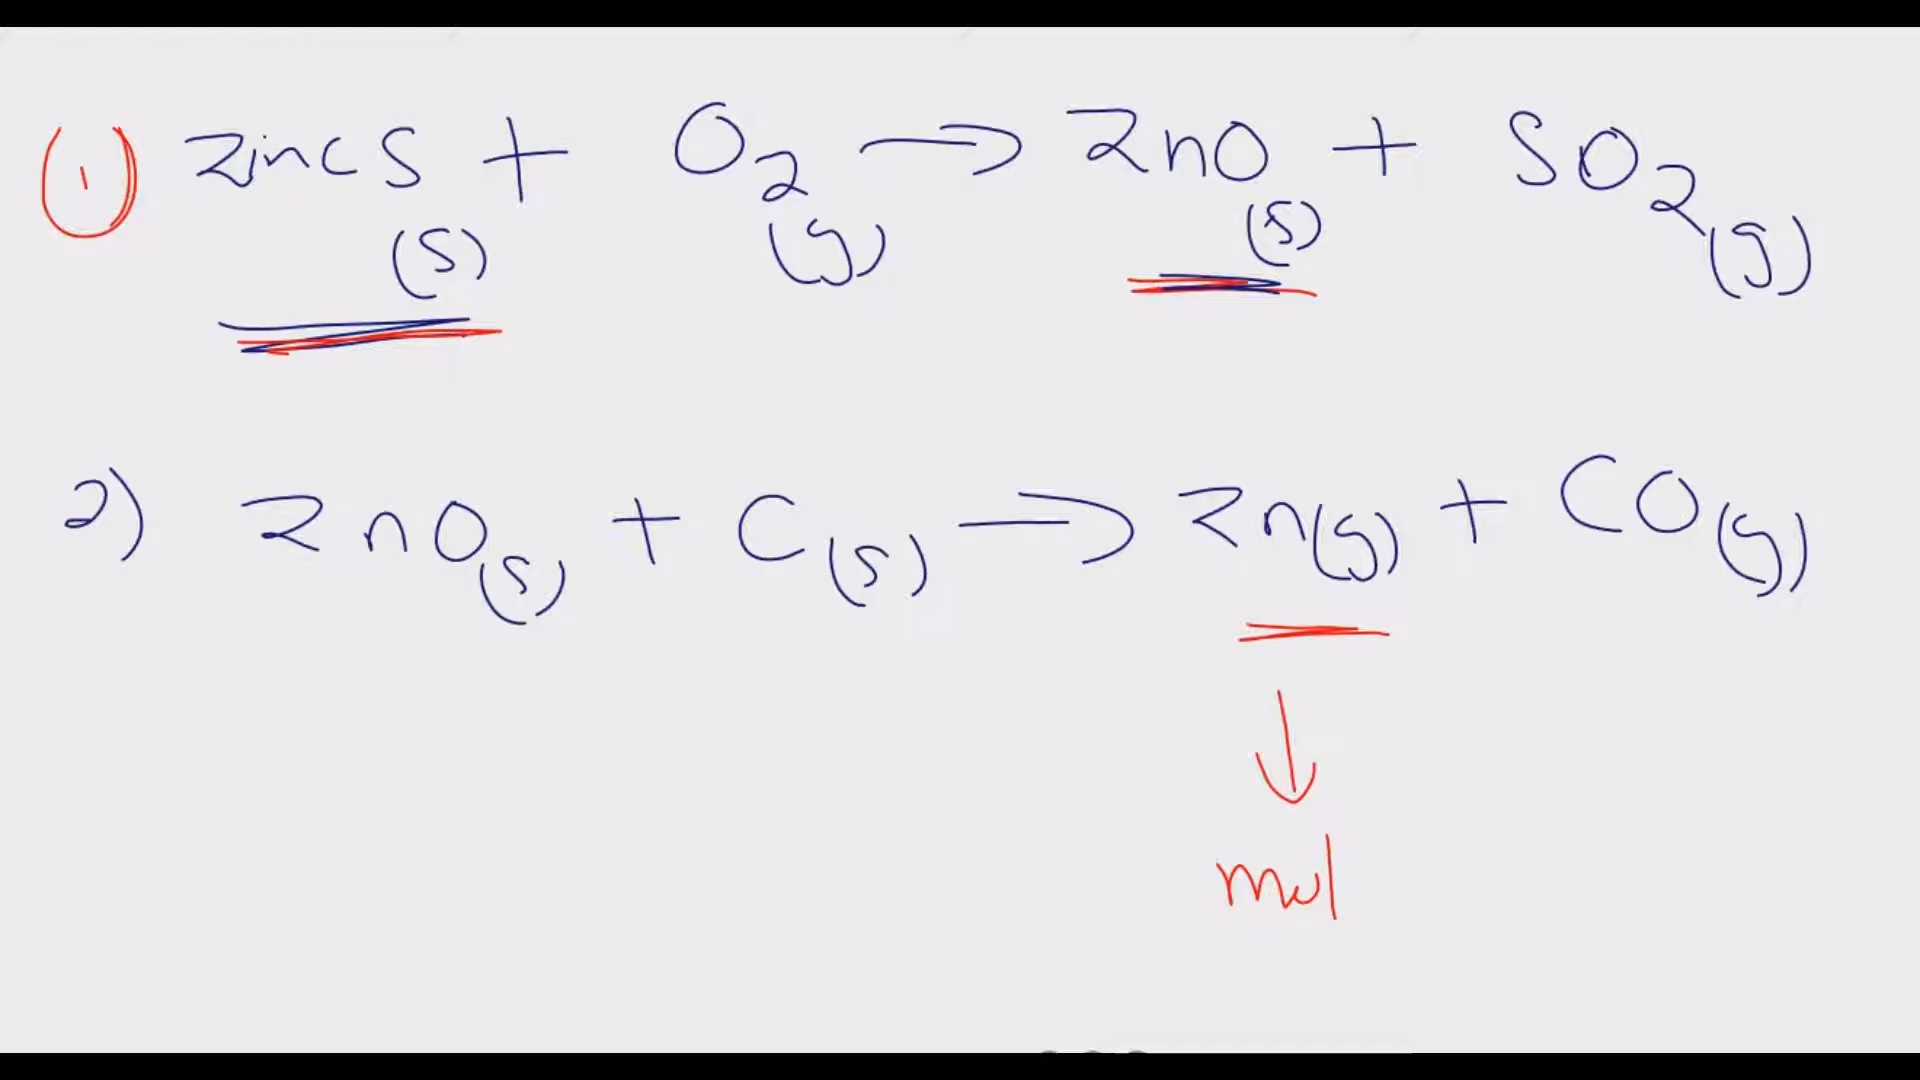 ① zincS(s) + O₂(g) → ZnO(s) + SO₂(g)
2) ZnO(s) + C(s) → Zn(g) + CO(g)
↓
mol